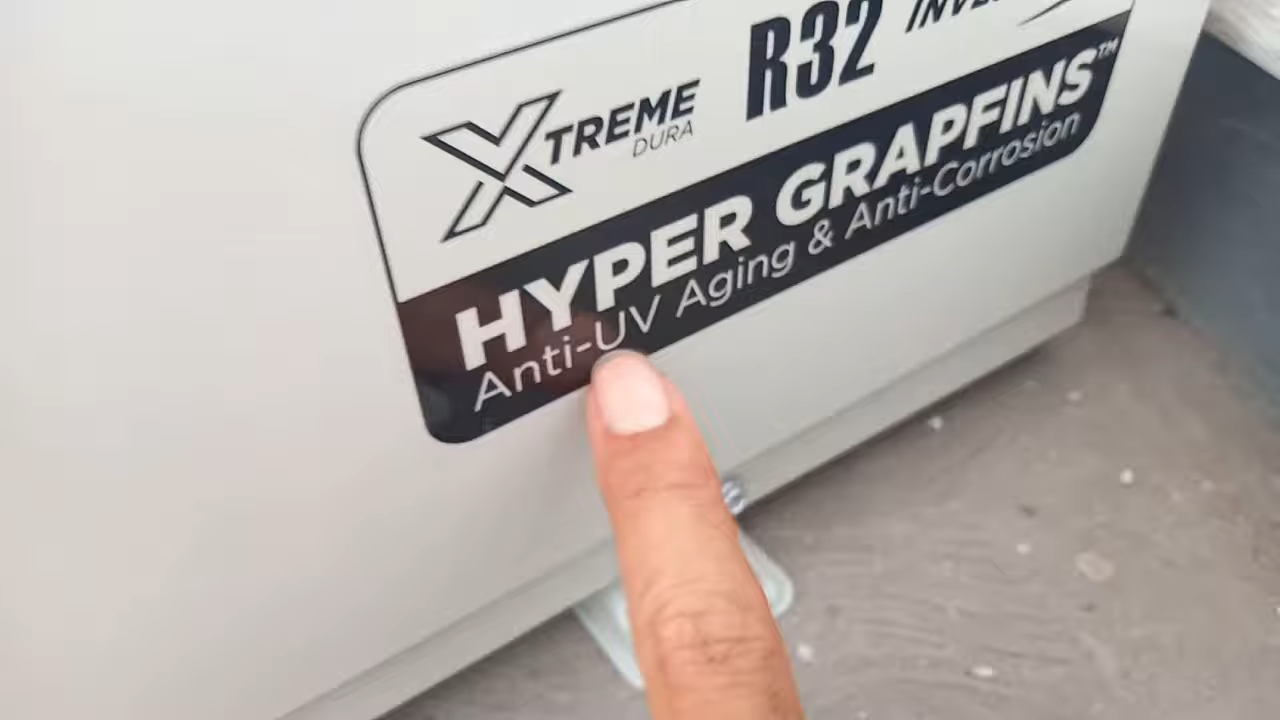 XTREME
DURA
R32
HYPER GRAPFINS™
Anti-UV Aging & Anti-Corrosion